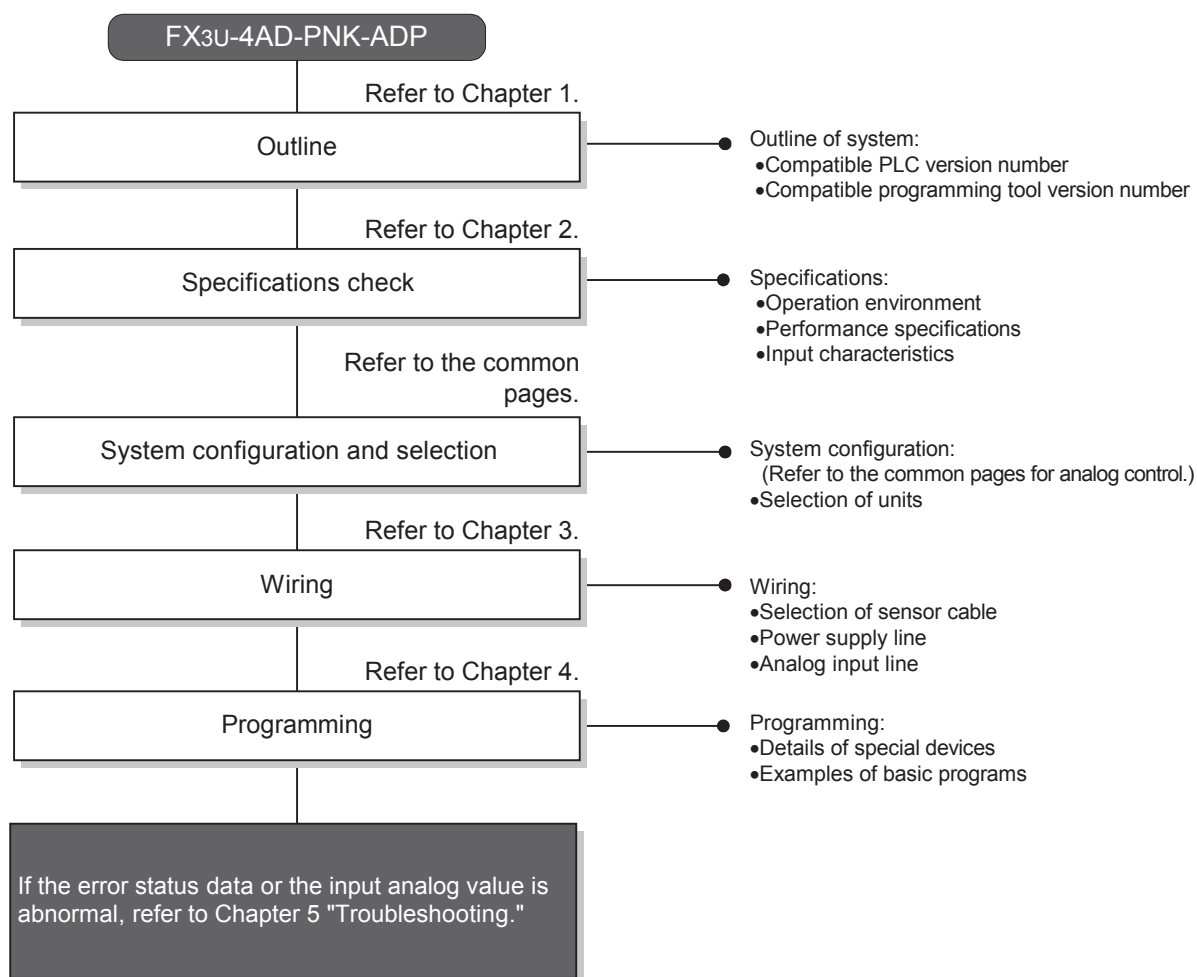 FX3U-4AD-PNK-ADP
Refer to Chapter 1.
Outline
Outline of system:
•Compatible PLC version number
•Compatible programming tool version number
Refer to Chapter 2.
Specifications check
Specifications:
•Operation environment
•Performance specifications
•Input characteristics
Refer to the common
pages.
System configuration and selection
System configuration:
(Refer to the common pages for analog control.)
•Selection of units
Refer to Chapter 3.
Wiring
Wiring:
•Selection of sensor cable
•Power supply line
•Analog input line
Refer to Chapter 4.
Programming
Programming:
•Details of special devices
•Examples of basic programs
If the error status data or the input analog value is
abnormal, refer to Chapter 5 "Troubleshooting."